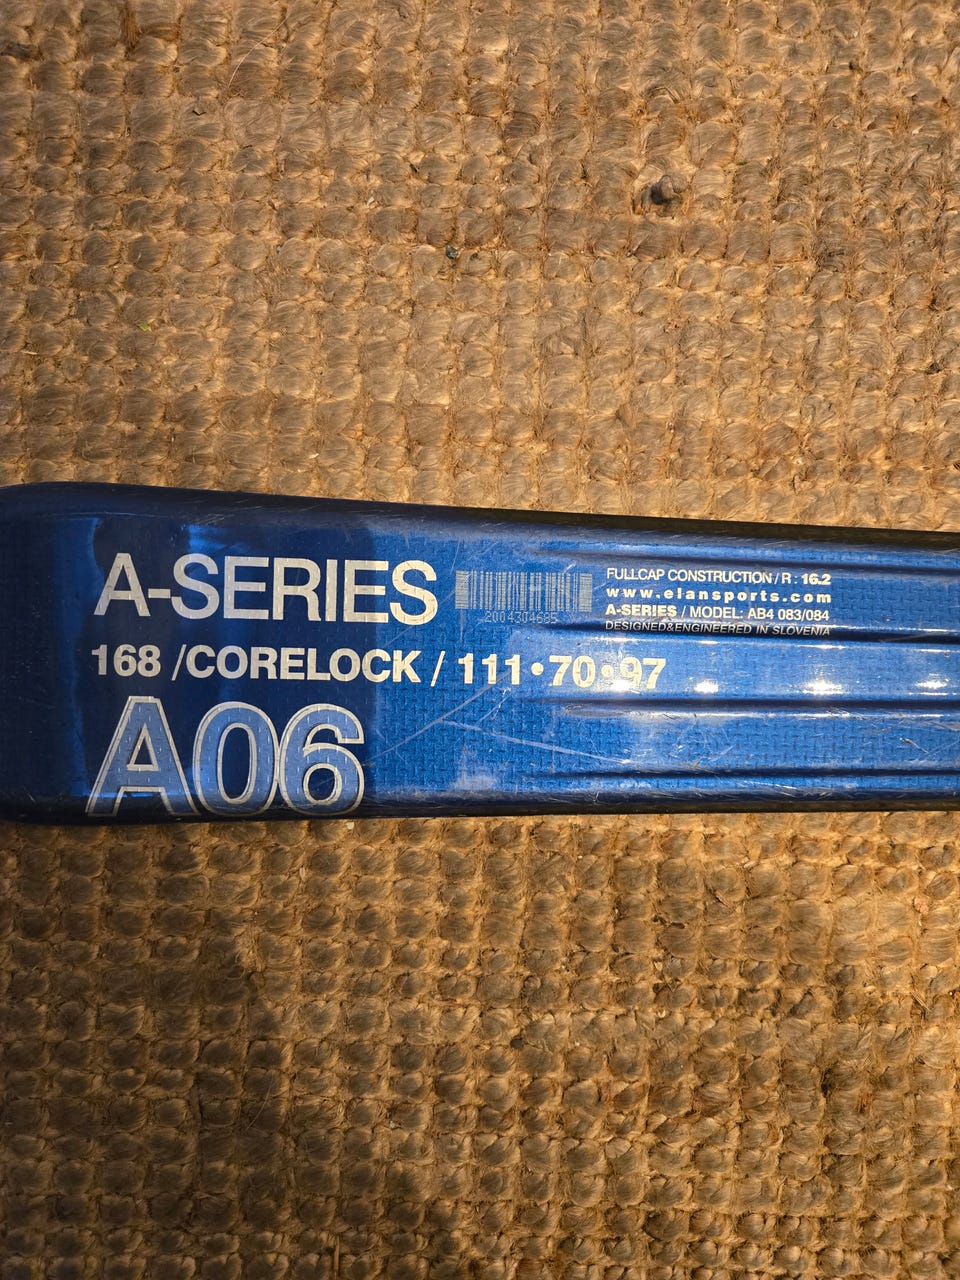 A-SERIES
2004304685
168 /CORELOCK / 111•70•97
A06
FULLCAP CONSTRUCTION / R : 16.2
www.elansports.com
A-SERIES / MODEL: AB4 083/084
DESIGNED&ENGINEERED IN SLOVENIA